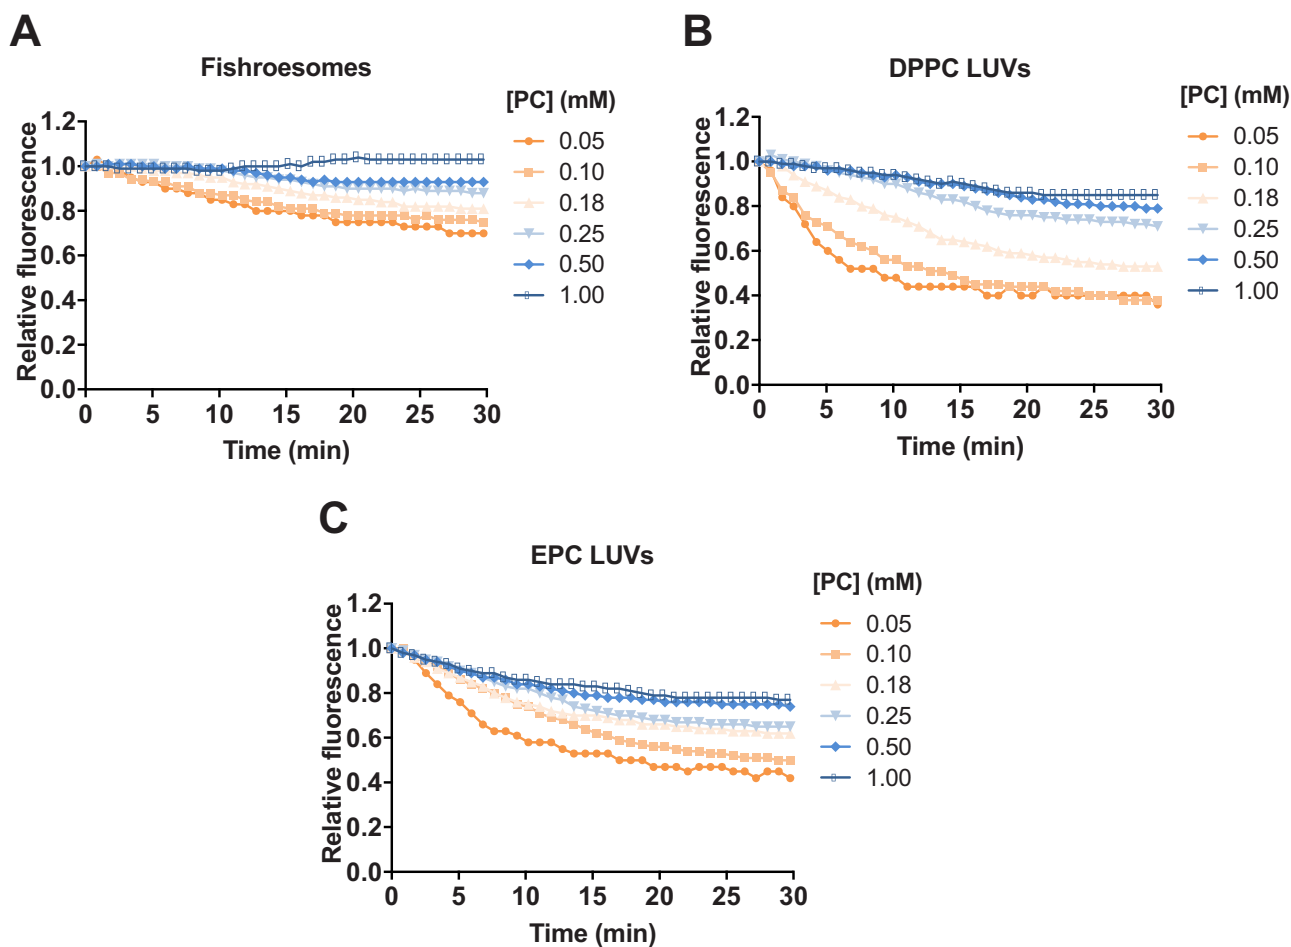 A
Fishroesomes
[PC] (mM)
Relative fluorescence
1.2
1.0
0.8
0.6
0.4
0.2
0.0
0 5 10 15 20 25 30
Time (min)
0.05
0.10
0.18
0.25
0.50
1.00
B
DPPC LUVs
[PC] (mM)
Relative fluorescence
1.2
1.0
0.8
0.6
0.4
0.2
0.0
0 5 10 15 20 25 30
Time (min)
0.05
0.10
0.18
0.25
0.50
1.00
C
EPC LUVs
[PC] (mM)
Relative fluorescence
1.2
1.0
0.8
0.6
0.4
0.2
0.0
0 5 10 15 20 25 30
Time (min)
0.05
0.10
0.18
0.25
0.50
1.00